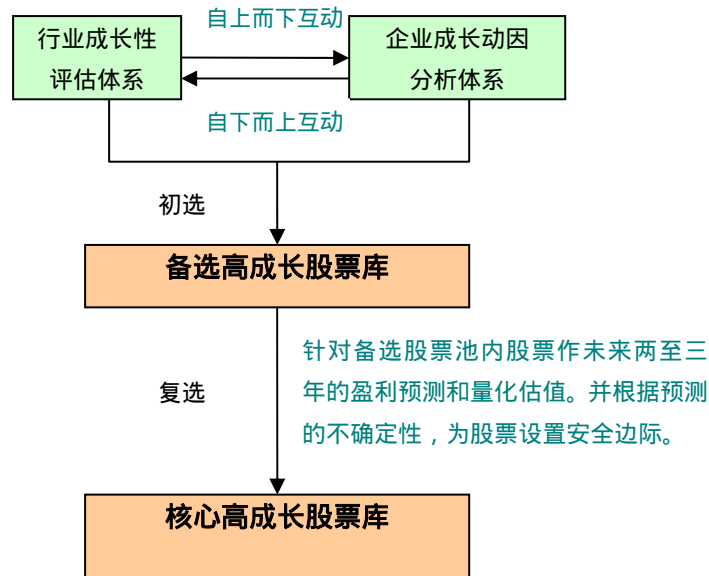 自上而下互动
行业成长性
评估体系
企业成长动因
分析体系
自下而上互动
初选
备选高成长股票库
针对备选股票池内股票作未来两至三
年的盈利预测和量化估值。并根据预测
的不确定性，为股票设置安全边际。
复选
核心高成长股票库